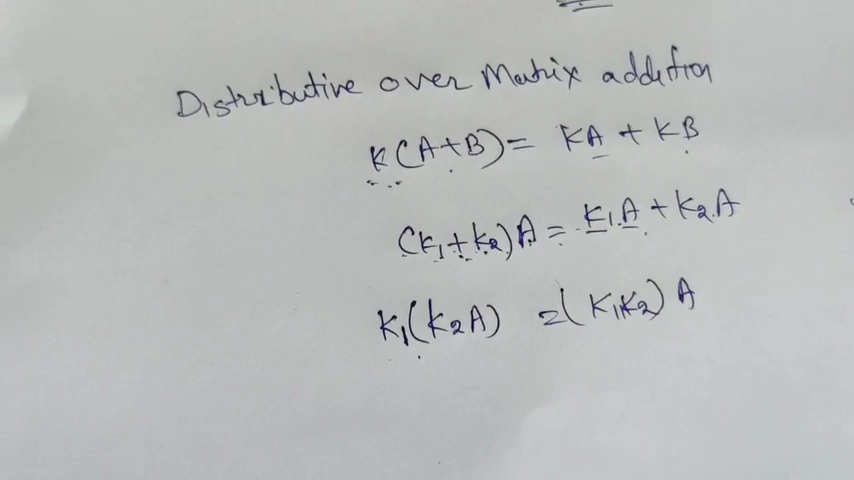 Distributive over Matrix addition
K(A+B) = KA + KB
(K₁+K₂)A = K₁A + K₂A
K₁(K₂A) = (K₁K₂) A